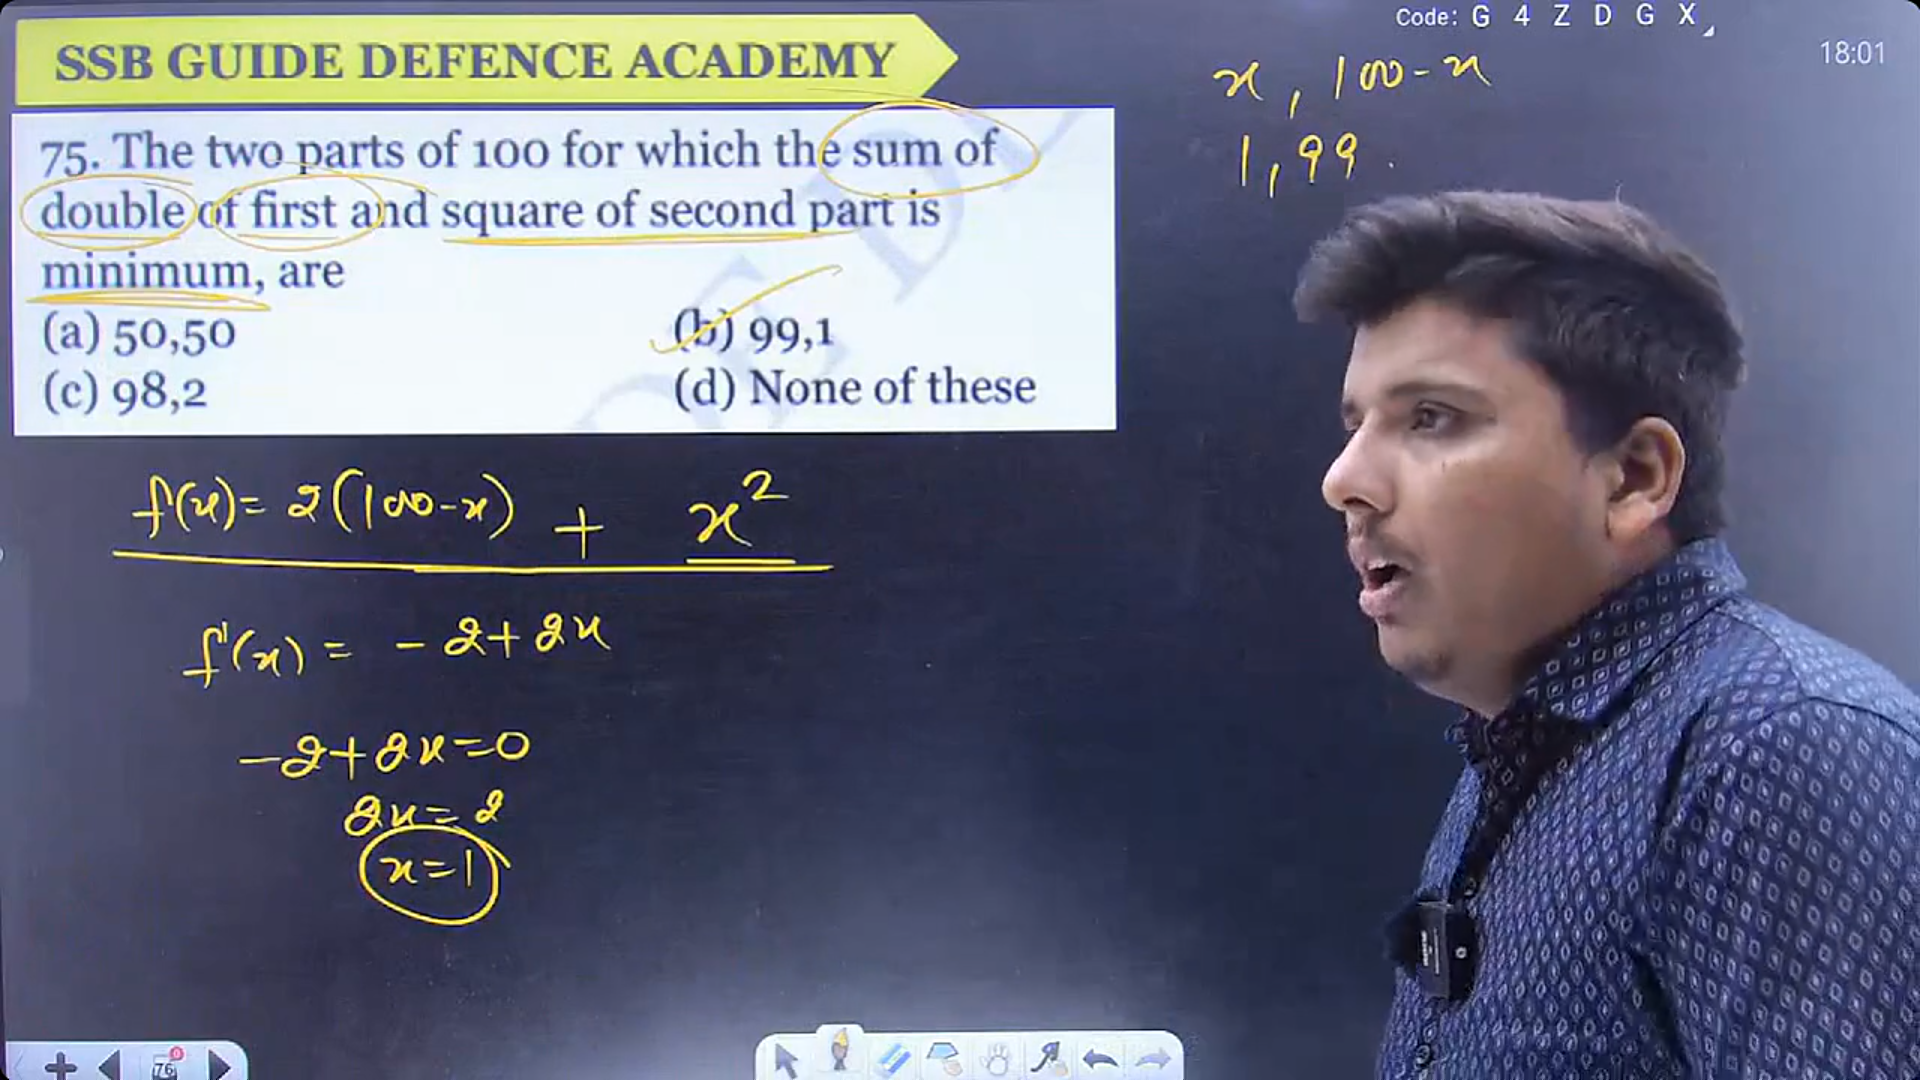 Code: G 4 Z D G X
18:01
SSB GUIDE DEFENCE ACADEMY
x, 100-x
1, 99
75. The two parts of 100 for which the sum of
double of first and square of second part is
minimum, are
(a) 50,50 (b) 99,1
(c) 98,2 (d) None of these
f(x)= 2(100-x) + x²
f'(x) = -2+2x
-2+2x=0
2x=2
x=1
76
0